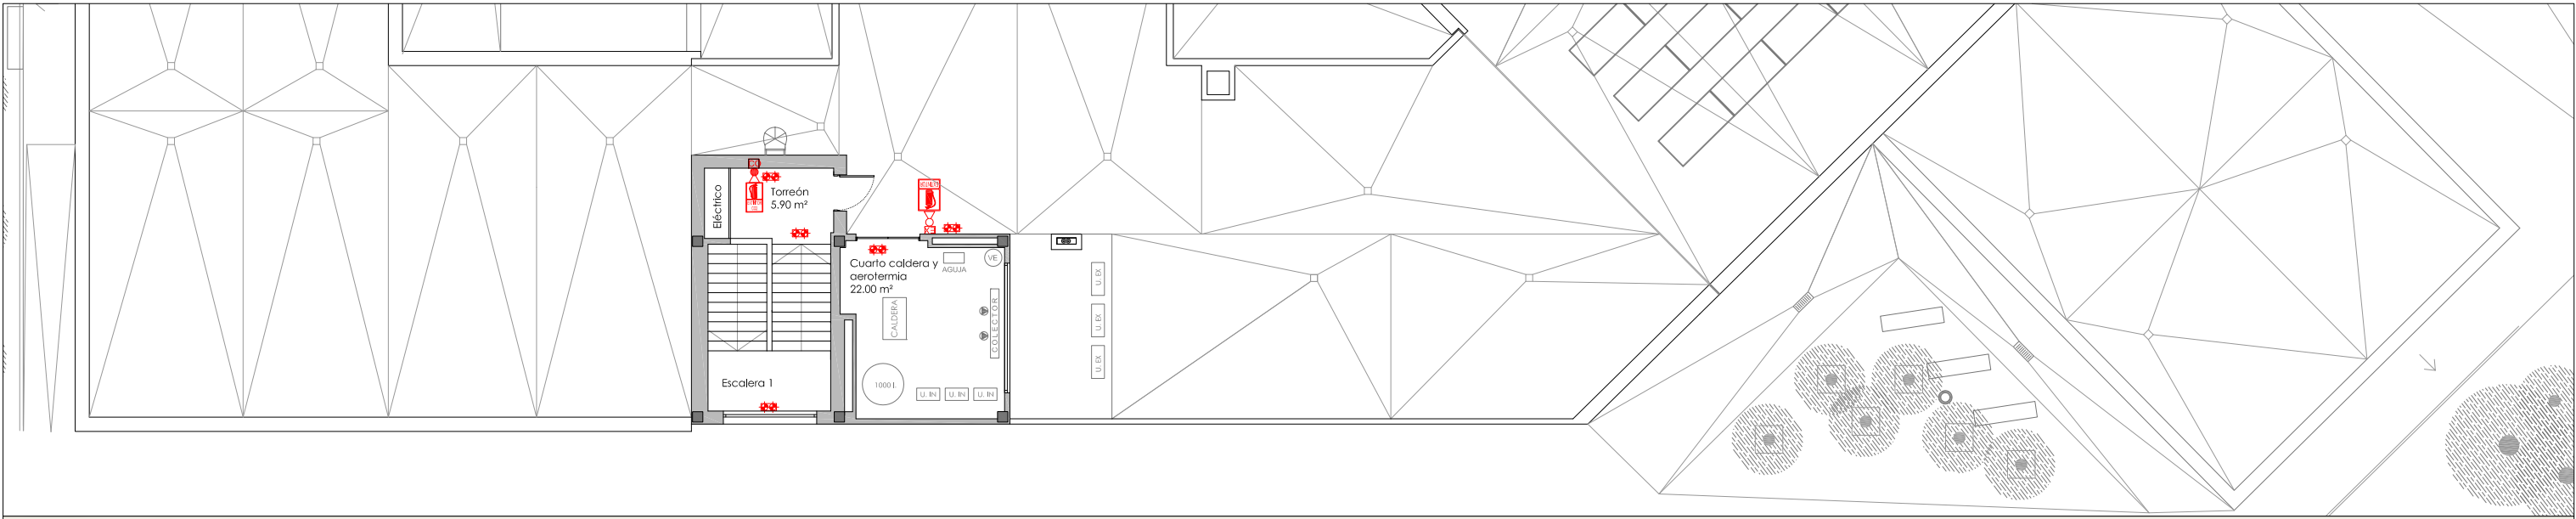 Eléctrico
Torreón
5.90 m²
Cuarto caldera y
aerotermia
22.00 m²
AGUJA
VE
CALDERA
COLECTOR
U. EX
U. EX
U. EX
Escalera 1
1000 l.
U. IN
U. IN
U. IN